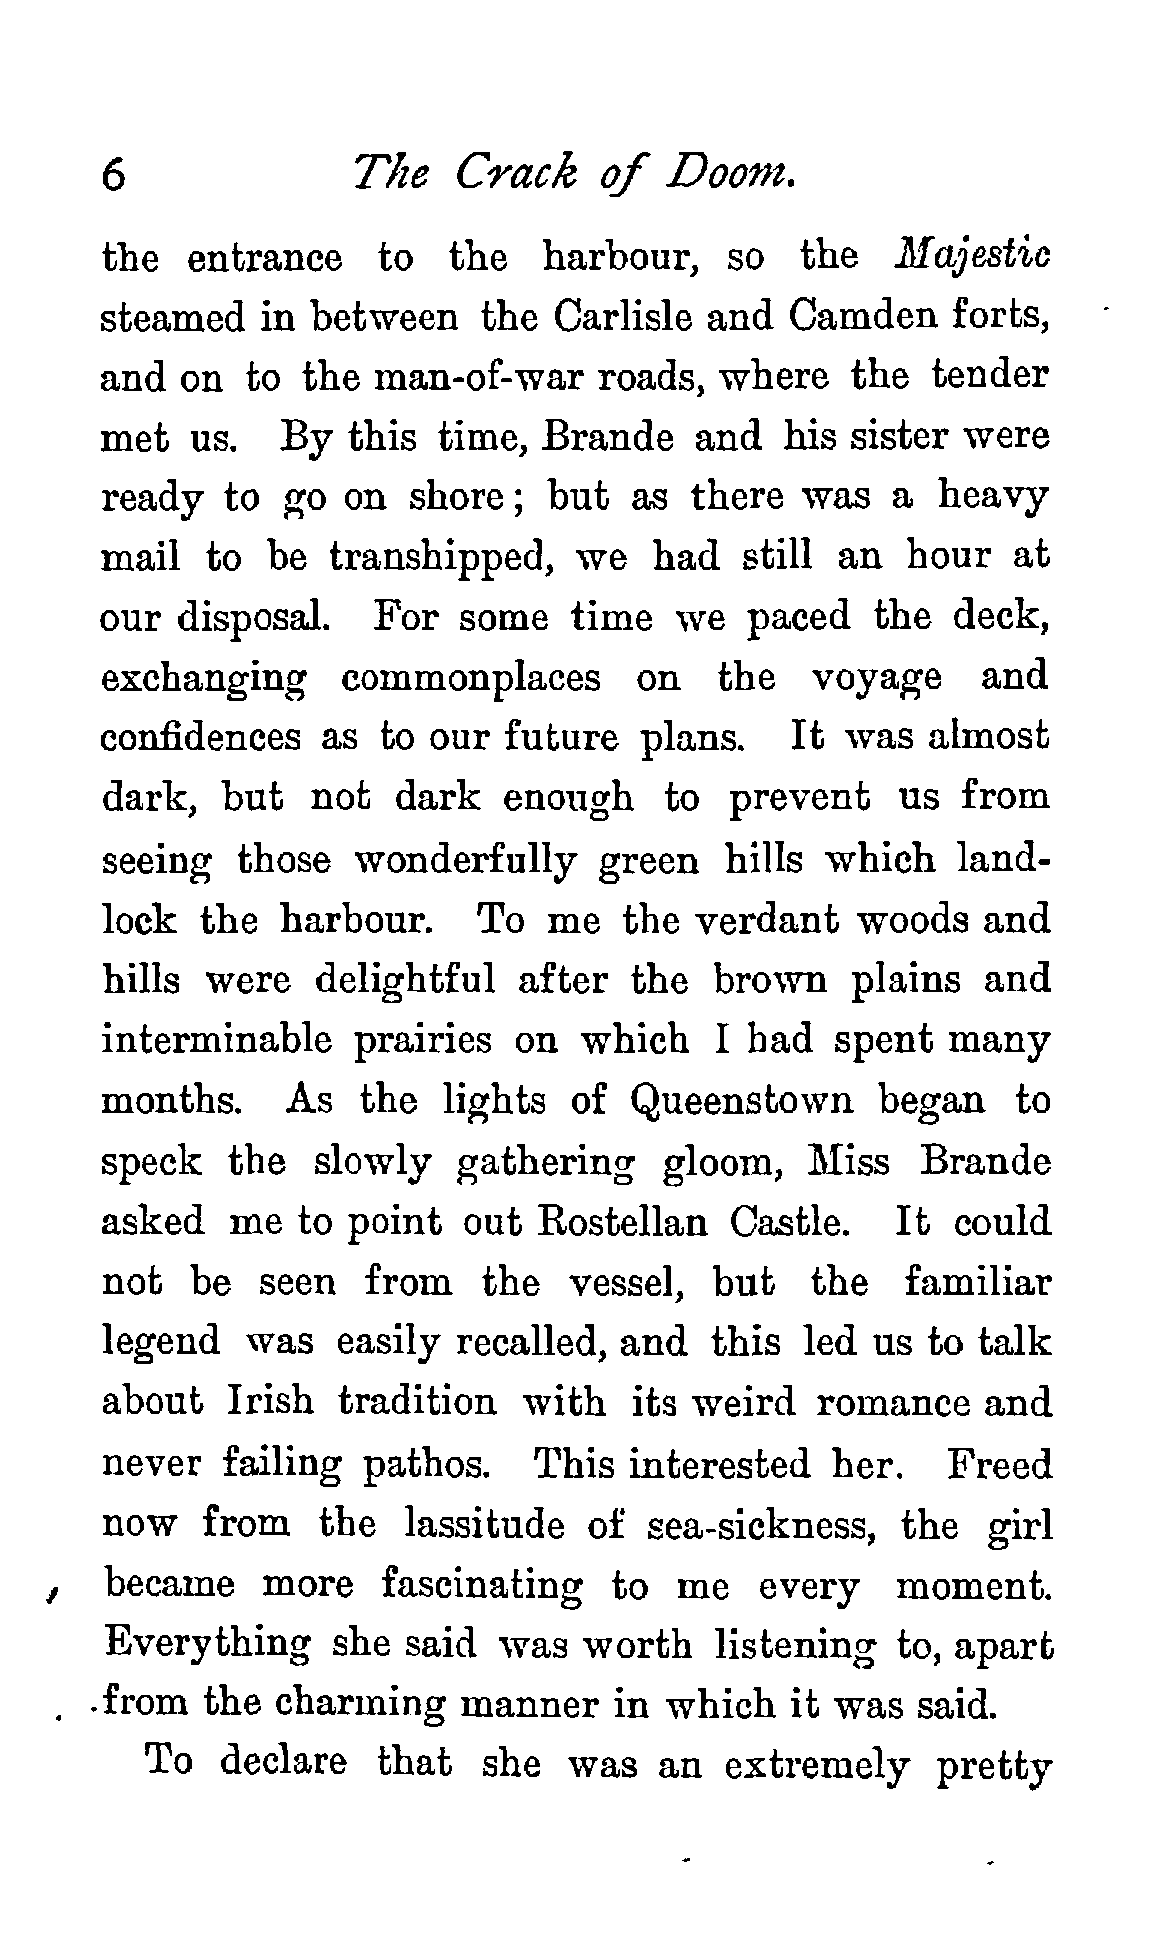 6 The Crack of Doom.
the entrance to the harbour, so the Majestic
steamed in between the Carlisle and Camden forts,
and on to the man-of-war roads, where the tender
met us. By this time, Brande and his sister were
ready to go on shore; but as there was a heavy
mail to be transhipped, we had still an hour at
our disposal. For some time we paced the deck,
exchanging commonplaces on the voyage and
confidences as to our future plans. It was almost
dark, but not dark enough to prevent us from
seeing those wonderfully green hills which land-
lock the harbour. To me the verdant woods and
hills were delightful after the brown plains and
interminable prairies on which I had spent many
months. As the lights of Queenstown began to
speck the slowly gathering gloom, Miss Brande
asked me to point out Rostellan Castle. It could
not be seen from the vessel, but the familiar
legend was easily recalled, and this led us to talk
about Irish tradition with its weird romance and
never failing pathos. This interested her. Freed
now from the lassitude of sea-sickness, the girl
became more fascinating to me every moment.
Everything she said was worth listening to, apart
from the charming manner in which it was said.
To declare that she was an extremely pretty